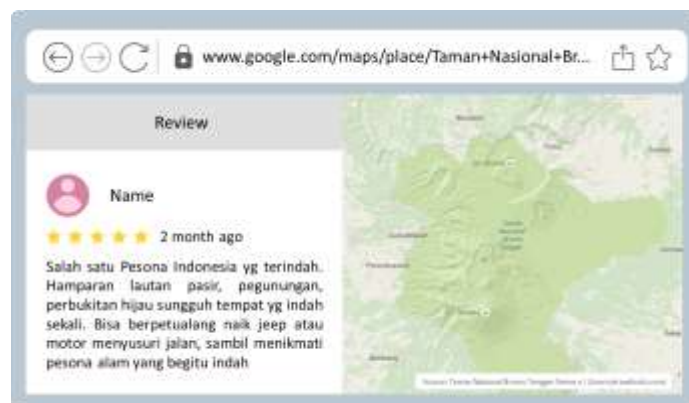 www.google.com/maps/place/Taman+Nasional+Br...
Review
Name
2 month ago
Salah satu Pesona Indonesia yg terindah.
Hamparan lautan pasir, pegunungan,
perbukitan hijau sungguh tempat yg indah
sekali. Bisa berpetualang naik jeep atau
motor menyusuri jalan, sambil menikmati
pesona alam yang begitu indah